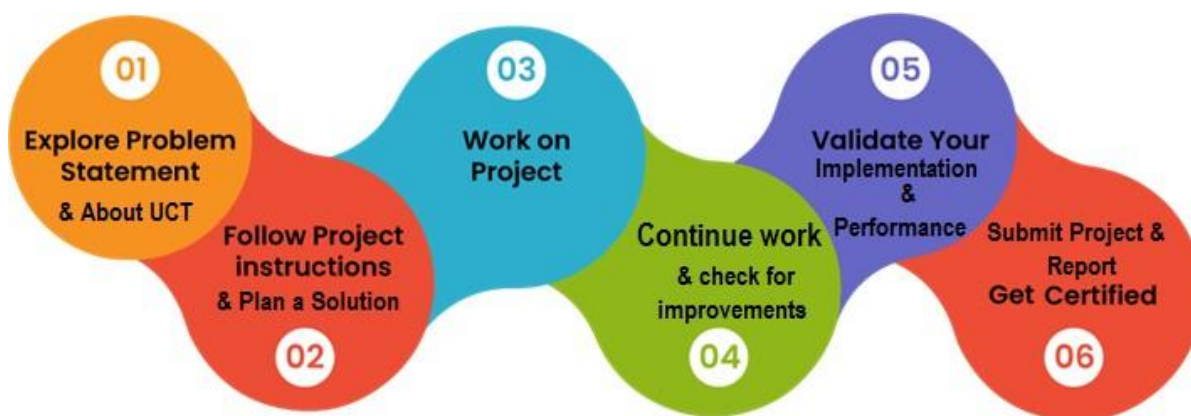 01
Explore Problem
Statement
& About UCT
Follow Project
instructions
& Plan a Solution
02
03
Work on
Project
Continue work
& check for
improvements
04
05
Validate Your
Implementation
&
Performance
Submit Project &
Report
Get Certified
06